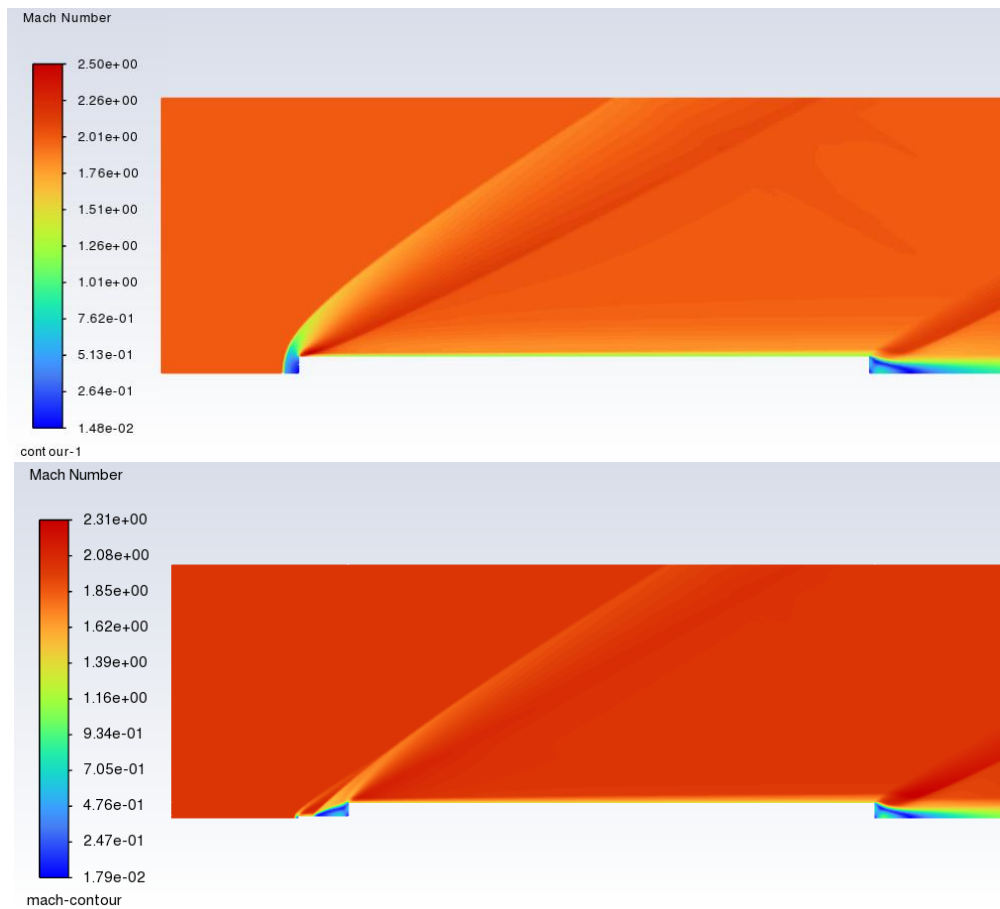 Mach Number
2.50e+00
2.26e+00
2.01e+00
1.76e+00
1.51e+00
1.26e+00
1.01e+00
7.62e-01
5.13e-01
2.64e-01
1.48e-02
contour-1
Mach Number
2.31e+00
2.08e+00
1.85e+00
1.62e+00
1.39e+00
1.16e+00
9.34e-01
7.05e-01
4.76e-01
2.47e-01
1.79e-02
mach-contour